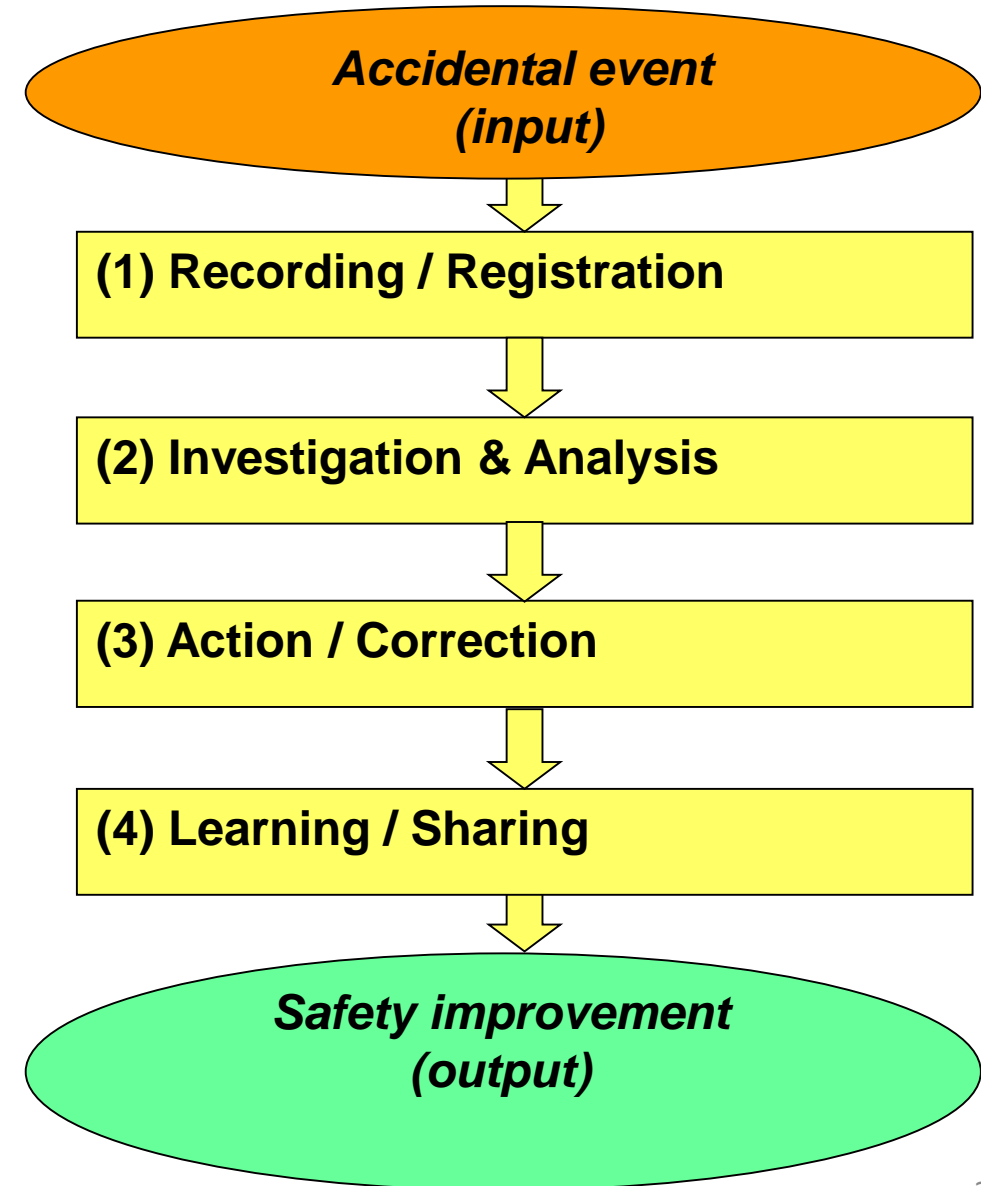 Accidental event
(input)
(1) Recording / Registration
(2) Investigation & Analysis
(3) Action / Correction
(4) Learning / Sharing
Safety improvement
(output)